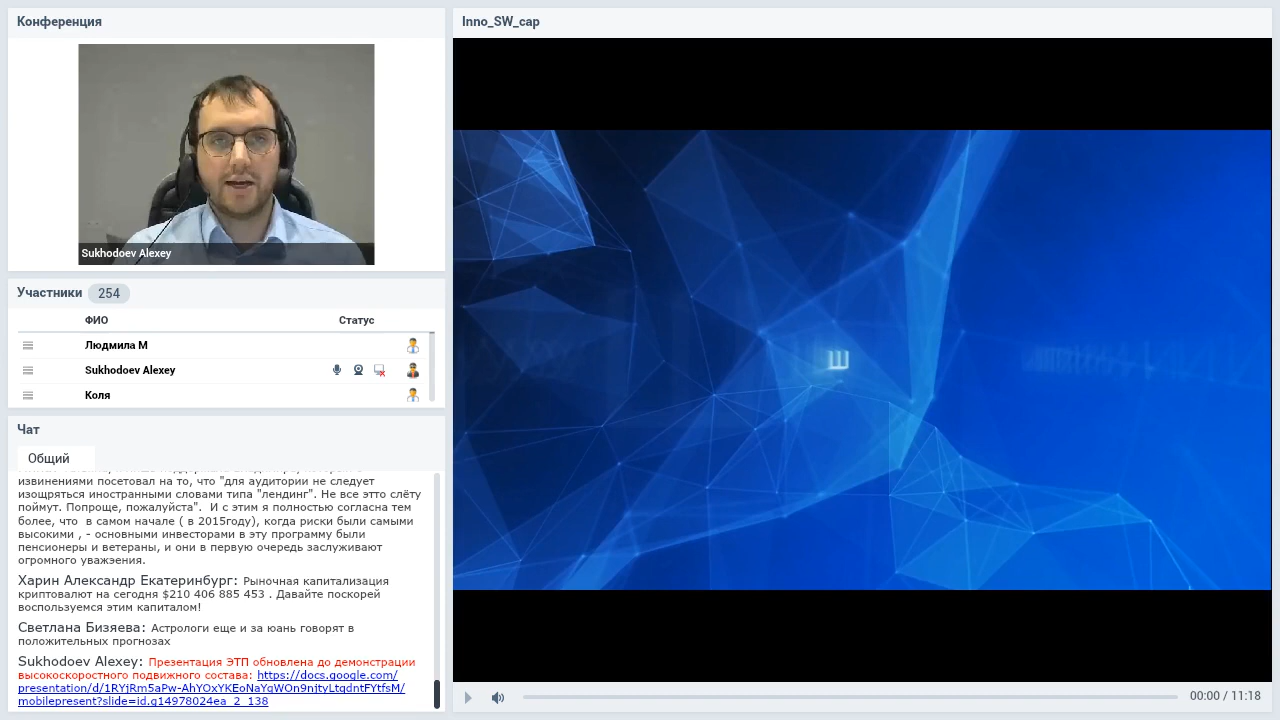 Конференция
Sukhodoev Alexey
Участники 254
ФИО Статус
Людмила М
Sukhodoev Alexey
Коля
Чат
Общий
извинениями посетовал на то, что "для аудитории не следует
изощряться иностранными словами типа "лендинг". Не все этто слёту
поймут. Попроще, пожалуйста".  И с этим я полностью согласна тем
более, что  в самом начале ( в 2015году), когда риски были самыми
высокими , - основными инвесторами в эту программу были
пенсионеры и ветераны, и они в первую очередь заслуживают
огромного уважэения.
Харин Александр Екатеринбург: Рыночная капитализация
криптовалют на сегодня $210 406 885 453 . Давайте поскорей
воспользуемся этим капиталом!
Светлана Бизяева: Астрологи еще и за юань говорят в
положительных прогнозах
Sukhodoev Alexey: Презентация ЭТП обновлена до демонстрации
высокоскоростного подвижного состава: https://docs.google.com/
presentation/d/1RYjRm5aPw-AhYOxYKEoNaYqWOn9njtyLtqdntFYtfsM/
mobilepresent?slide=id.g14978024ea_2_138
Inno_SW_cap
Ш
00:00 / 11:18